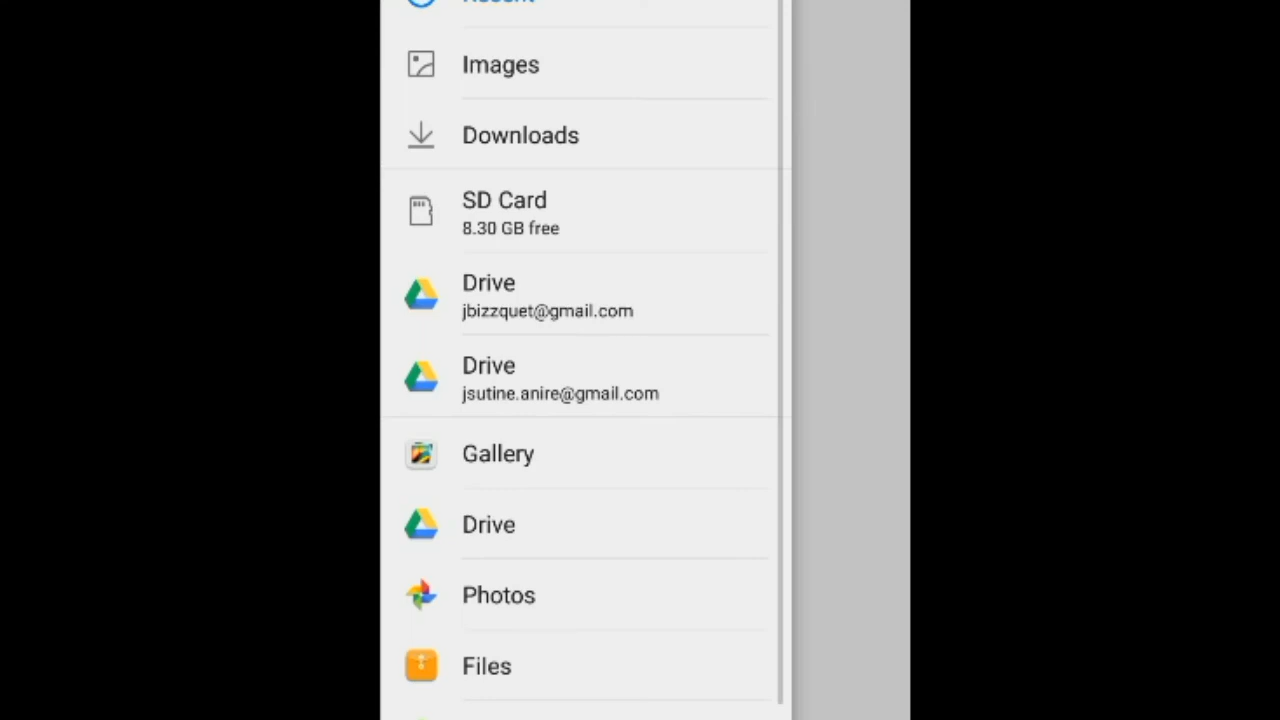 Recent
Images
Downloads
SD Card
8.30 GB free
Drive
jbizzquet@gmail.com
Drive
jsutine.anire@gmail.com
Gallery
Drive
Photos
Files